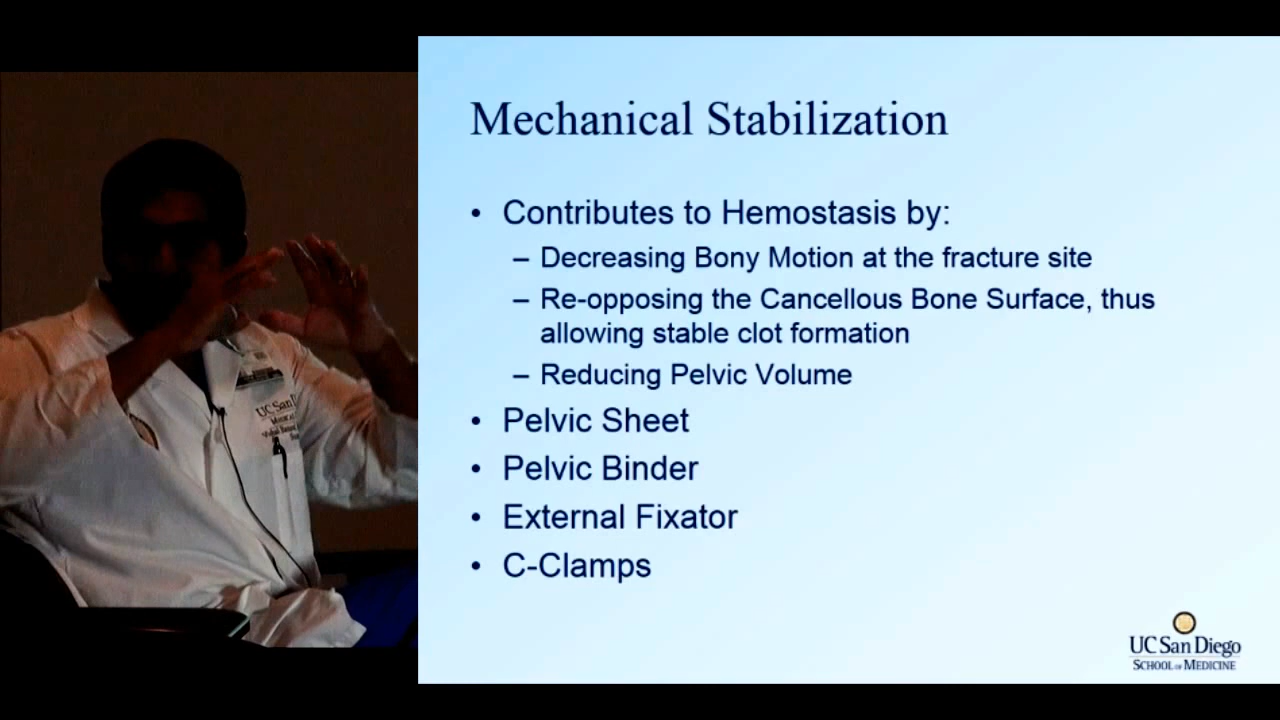 Mechanical Stabilization
• Contributes to Hemostasis by:
– Decreasing Bony Motion at the fracture site
– Re-opposing the Cancellous Bone Surface, thus
allowing stable clot formation
– Reducing Pelvic Volume
• Pelvic Sheet
• Pelvic Binder
• External Fixator
• C-Clamps
UC San Diego
SCHOOL OF MEDICINE
UC San D